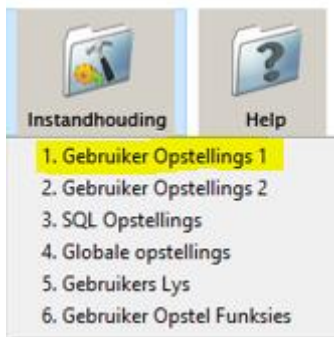 Instandhouding
Help
1. Gebruiker Opstellings 1
2. Gebruiker Opstellings 2
3. SQL Opstellings
4. Globale opstellings
5. Gebruikers Lys
6. Gebruiker Opstel Funksies